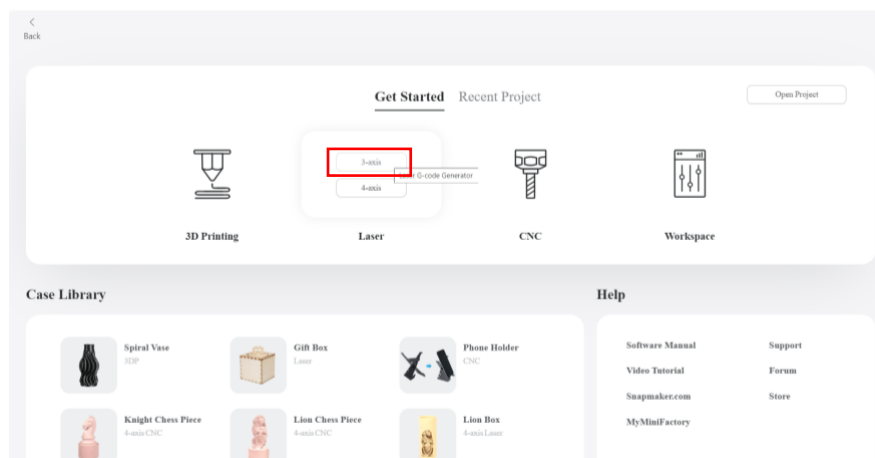 Back
Get Started Recent Project
Open Project
3-axis
G-code Generator
4-axis
3D Printing
Laser
CNC
Workspace
Case Library
Spiral Vase
3DP
Gift Box
Laser
Phone Holder
CNC
Knight Chess Piece
4-axis CNC
Lion Chess Piece
4-axis CNC
Lion Box
4-axis Laser
Help
Software Manual
Support
Video Tutorial
Forum
Snapmaker.com
Store
MyMiniFactory